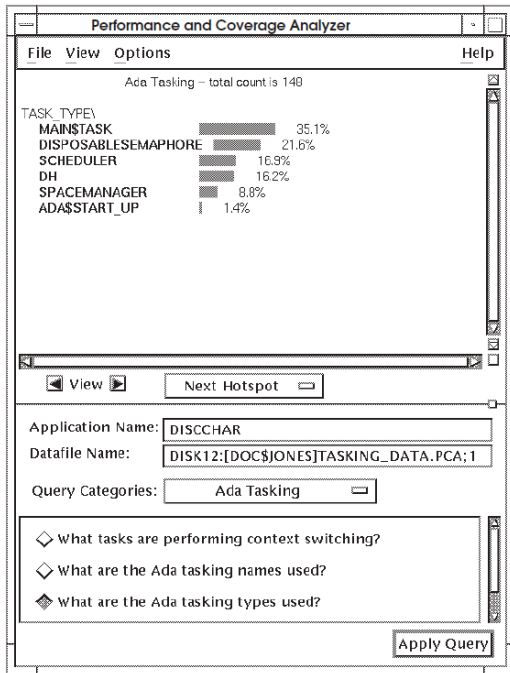 Performance and Coverage Analyzer
File View Options Help
Ada Tasking – total count is 148
TASK_TYPE\
MAIN$TASK 35.1%
DISPOSABLESEMAPHORE 21.6%
SCHEDULER 16.9%
DH 16.2%
SPACEMANAGER 8.8%
ADA$START_UP 1.4%
View Next Hotspot
Application Name: DISCCHAR
Datafile Name: DISK12:[DOC$JONES]TASKING_DATA.PCA;1
Query Categories: Ada Tasking
What tasks are performing context switching?
What are the Ada tasking names used?
What are the Ada tasking types used?
Apply Query